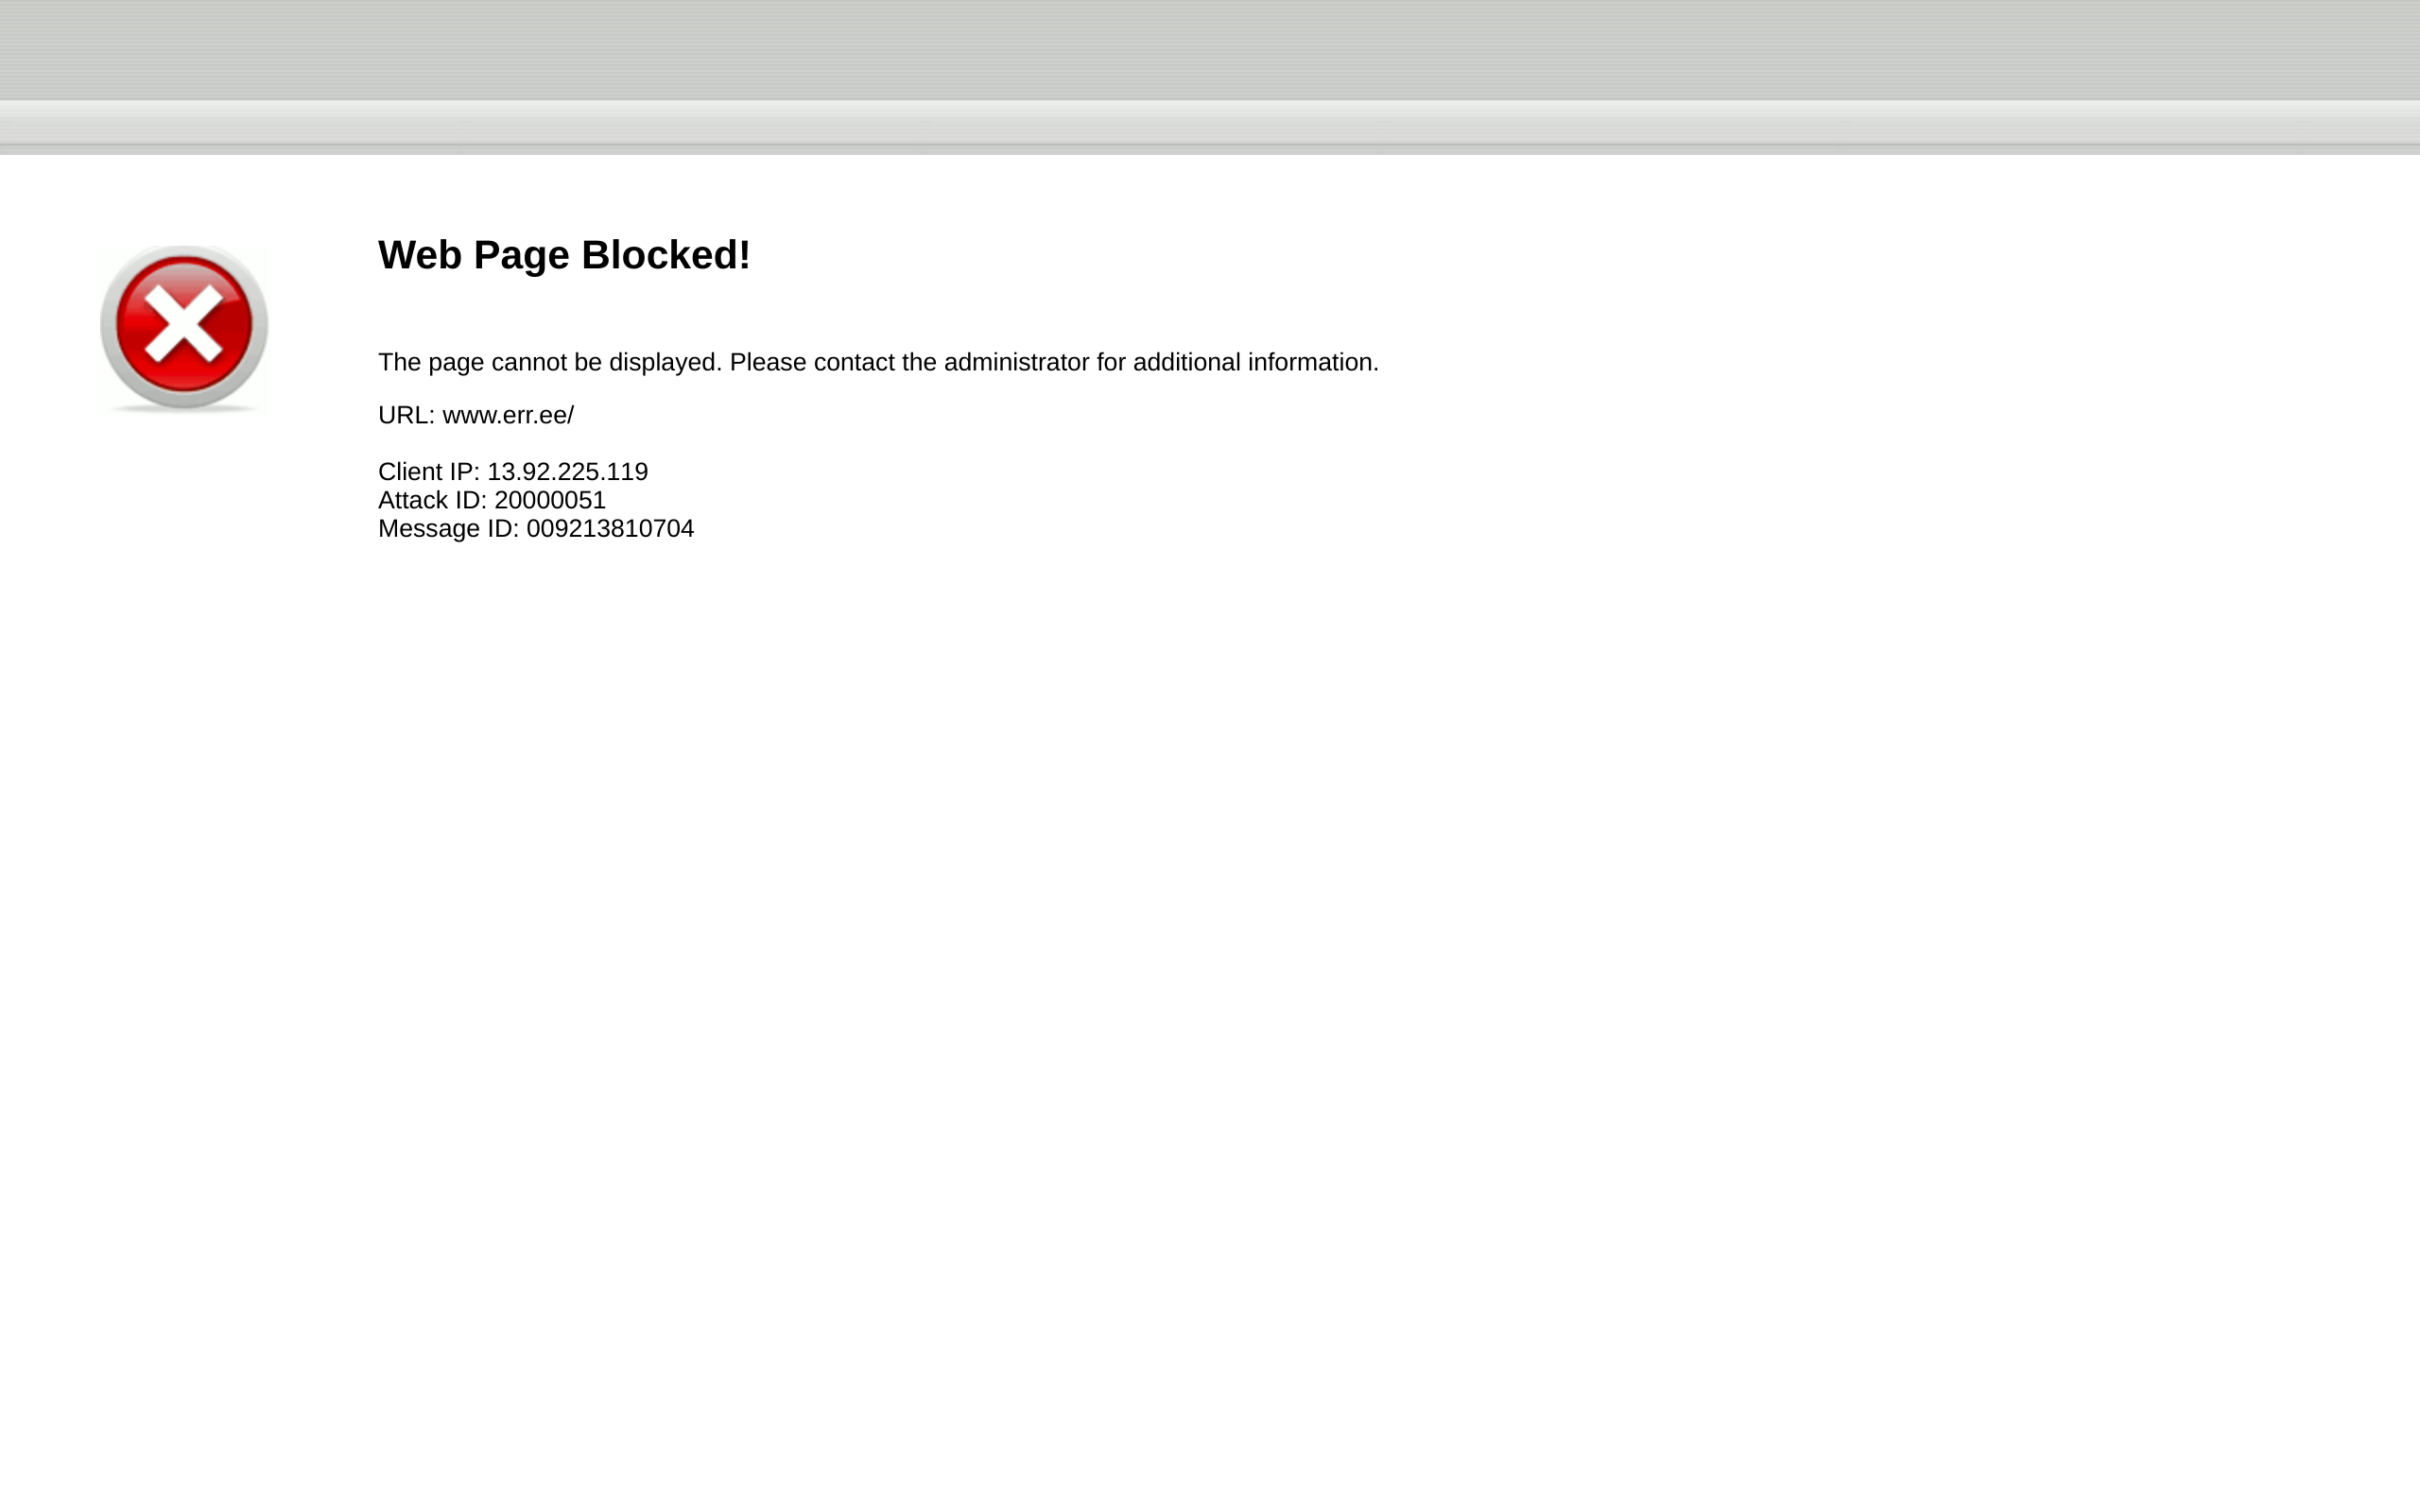 Web Page Blocked!
The page cannot be displayed. Please contact the administrator for additional information.
URL: www.err.ee/
Client IP: 13.92.225.119
Attack ID: 20000051
Message ID: 009213810704